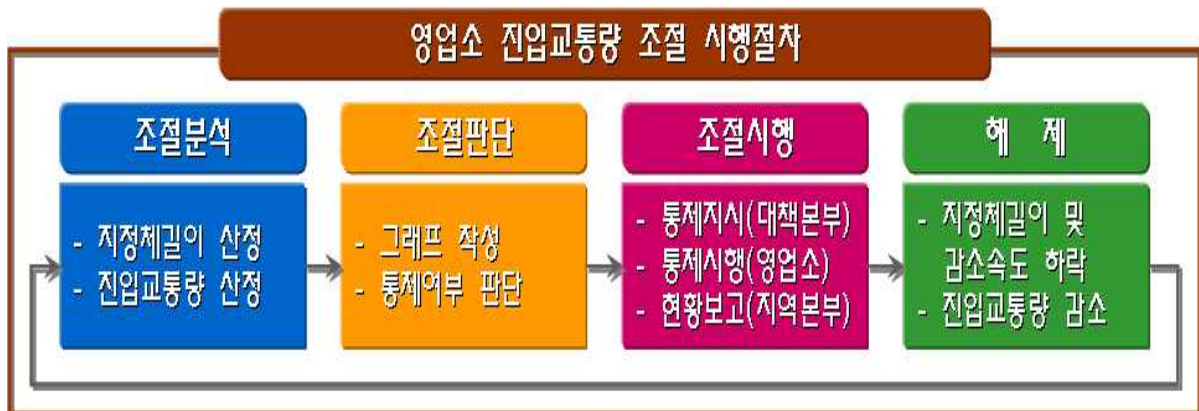 영업소 진입교통량 조절 시행절차
조절분석
- 지정체길이 산정
- 진입교통량 산정
조절판단
- 그래프 작성
- 통제여부 판단
조절시행
- 통제지시(대책본부)
- 통제시행(영업소)
- 현황보고(지역본부)
해 제
- 지정체길이 및
감소속도 하락
- 진입교통량 감소